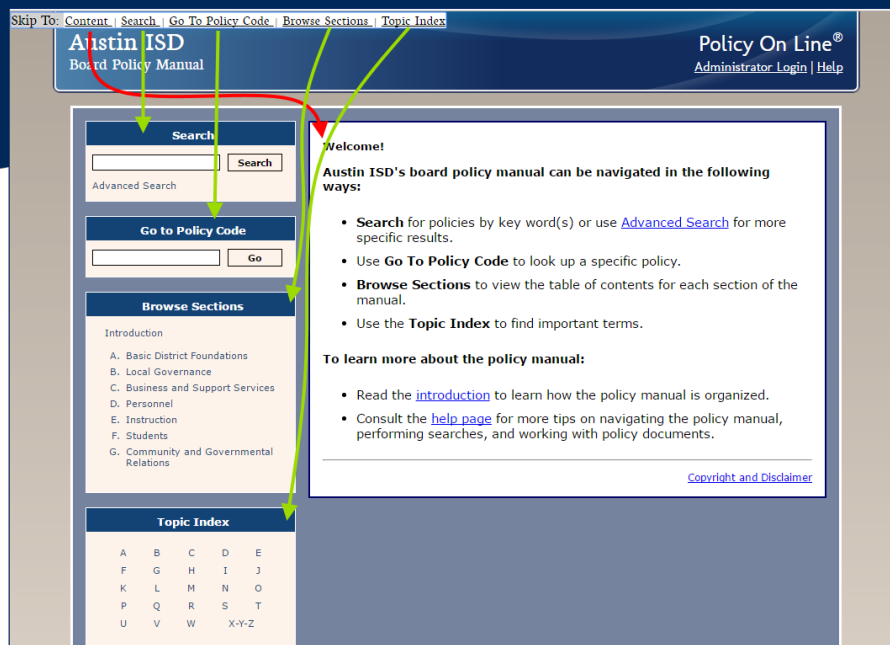 Skip To: Content | Search | Go To Policy Code | Browse Sections | Topic Index
Austin ISD
Board Policy Manual
Policy On Line®
Administrator Login | Help
Search
Search
Advanced Search
Go to Policy Code
Go
Browse Sections
Introduction
A. Basic District Foundations
B. Local Governance
C. Business and Support Services
D. Personnel
E. Instruction
F. Students
G. Community and Governmental
Relations
Topic Index
A B C D E
F G H I J
K L M N O
P Q R S T
U V W X-Y-Z
Welcome!
Austin ISD's board policy manual can be navigated in the following
ways:
• Search for policies by key word(s) or use Advanced Search for more
specific results.
• Use Go To Policy Code to look up a specific policy.
• Browse Sections to view the table of contents for each section of the
manual.
• Use the Topic Index to find important terms.
To learn more about the policy manual:
• Read the introduction to learn how the policy manual is organized.
• Consult the help page for more tips on navigating the policy manual,
performing searches, and working with policy documents.
Copyright and Disclaimer